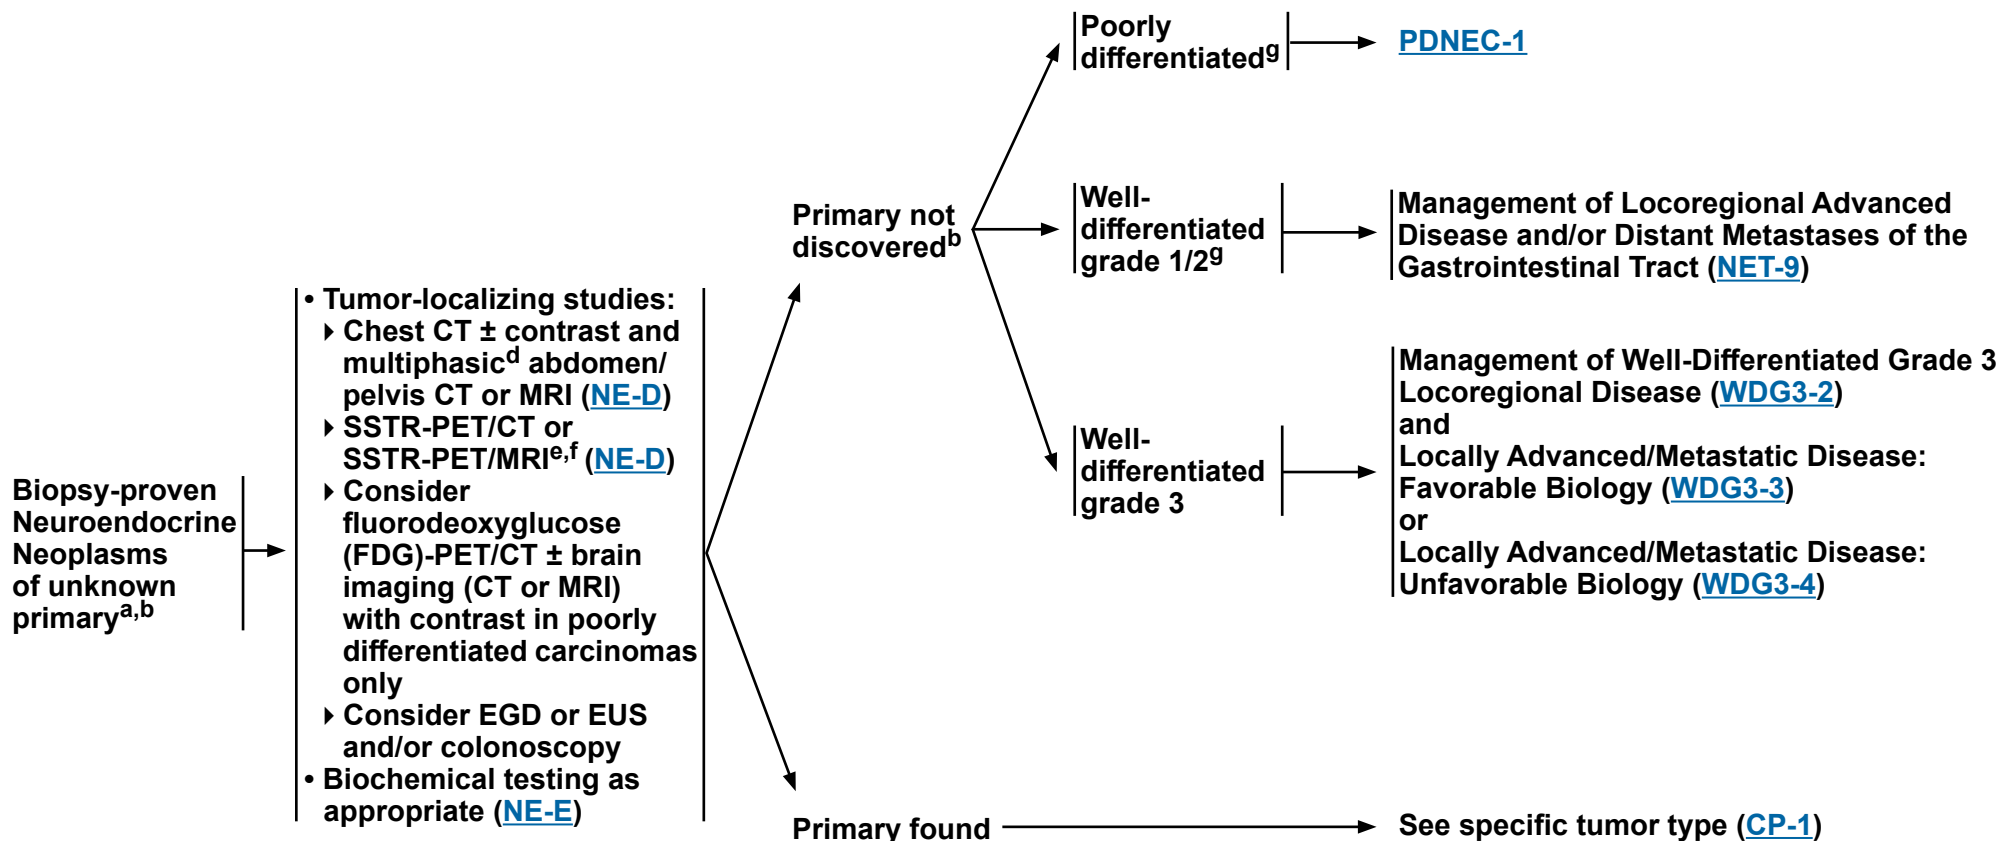 Biopsy-proven
Neuroendocrine
Neoplasms
of unknown
primarya,b
• Tumor-localizing studies:
Chest CT ± contrast and
multiphasicd abdomen/
pelvis CT or MRI (NE-D)
SSTR-PET/CT or
SSTR-PET/MRIe,f (NE-D)
Consider
fluorodeoxyglucose
(FDG)-PET/CT ± brain
imaging (CT or MRI)
with contrast in poorly
differentiated carcinomas
only
Consider EGD or EUS
and/or colonoscopy
• Biochemical testing as
appropriate (NE-E)
Primary not
discoveredb
Poorly
differentiatedg
PDNEC-1
Well-
differentiated
grade 1/2g
Management of Locoregional Advanced
Disease and/or Distant Metastases of the
Gastrointestinal Tract (NET-9)
Well-
differentiated
grade 3
Management of Well-Differentiated Grade 3
Locoregional Disease (WDG3-2)
and
Locally Advanced/Metastatic Disease:
Favorable Biology (WDG3-3)
or
Locally Advanced/Metastatic Disease:
Unfavorable Biology (WDG3-4)
Primary found
See specific tumor type (CP-1)